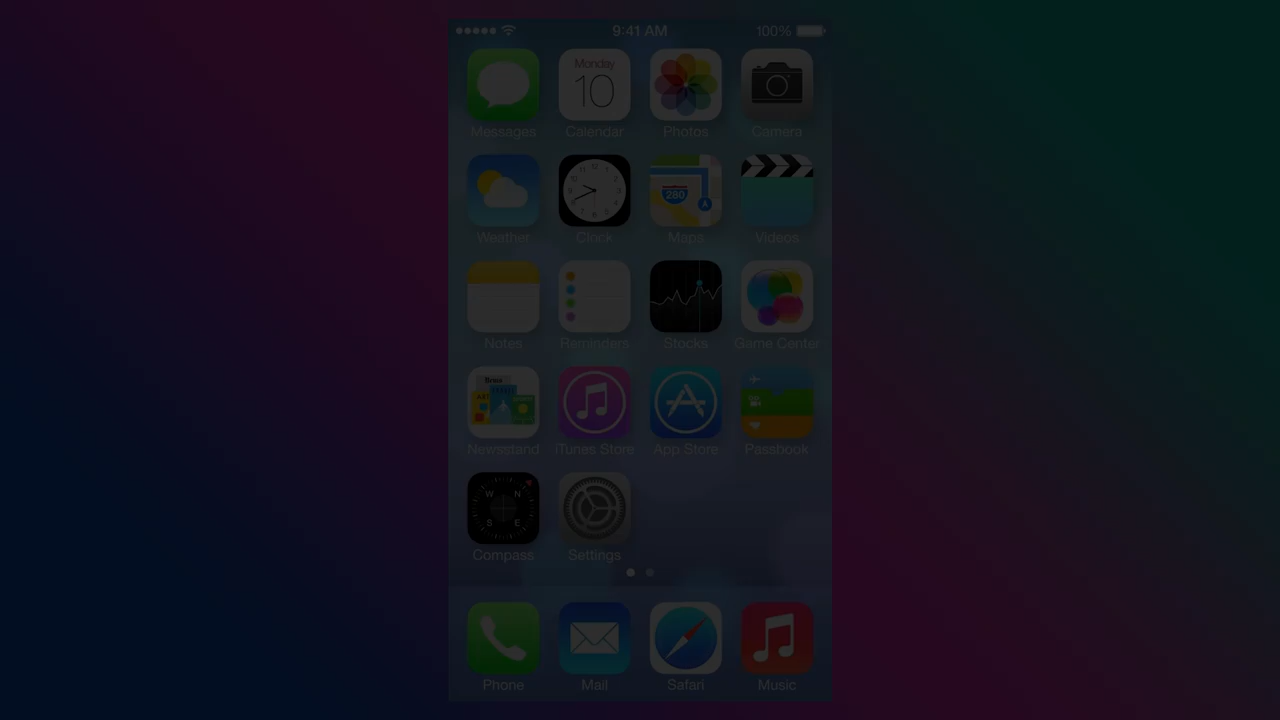 9:41 AM 100%
Monday
10
Messages Calendar Photos Camera
280
Weather Clock Maps Videos
Notes Reminders Stocks Game Center
Newsstand iTunes Store App Store Passbook
W N
S E
Compass Settings
Phone Mail Safari Music